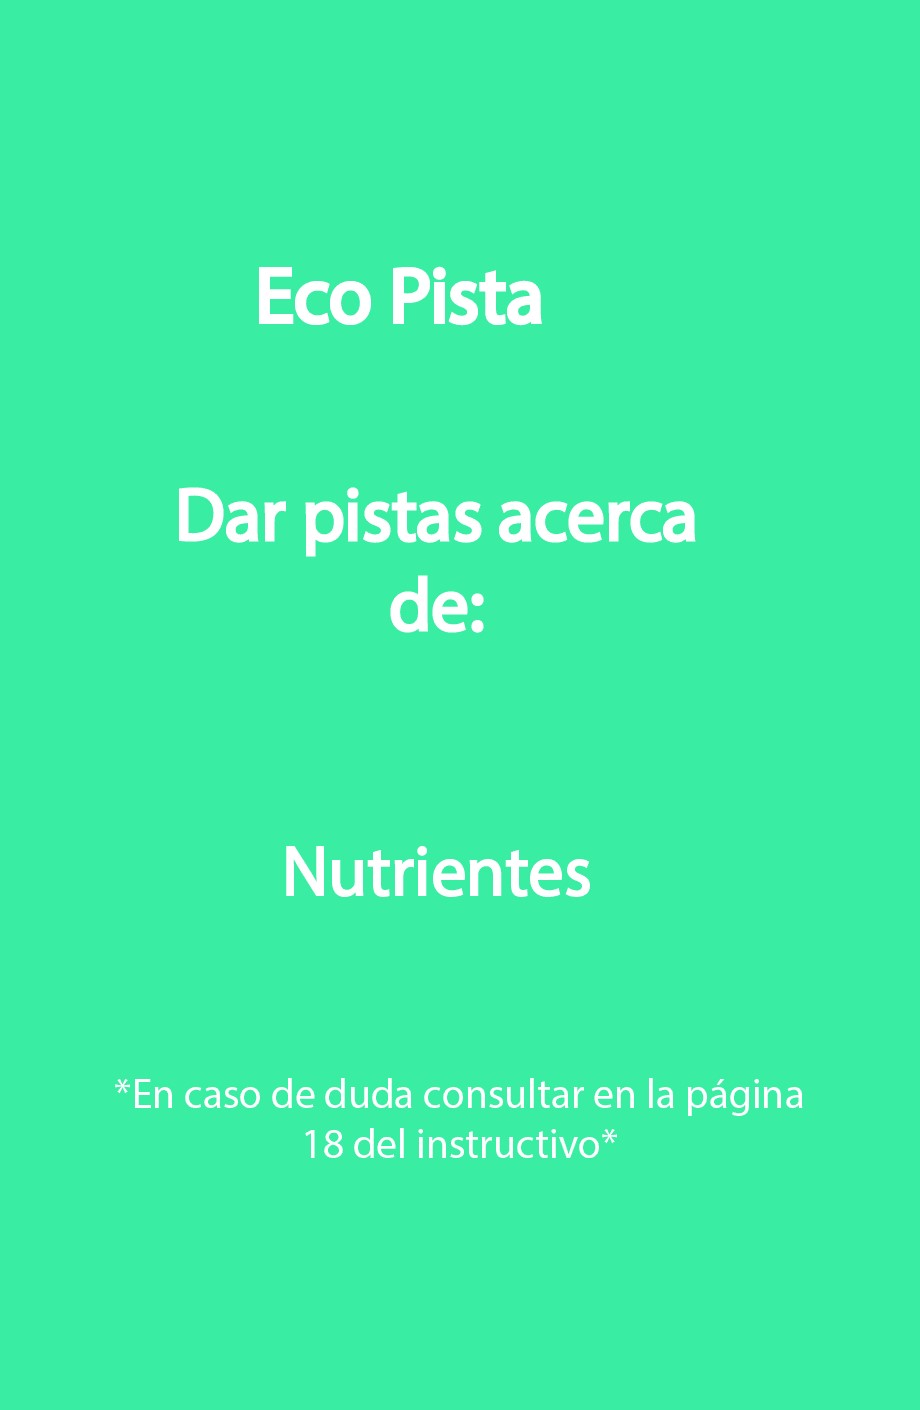 Eco Pista
Dar pistas acerca
de:
Nutrientes
*En caso de duda consultar en la página
18 del instructivo*